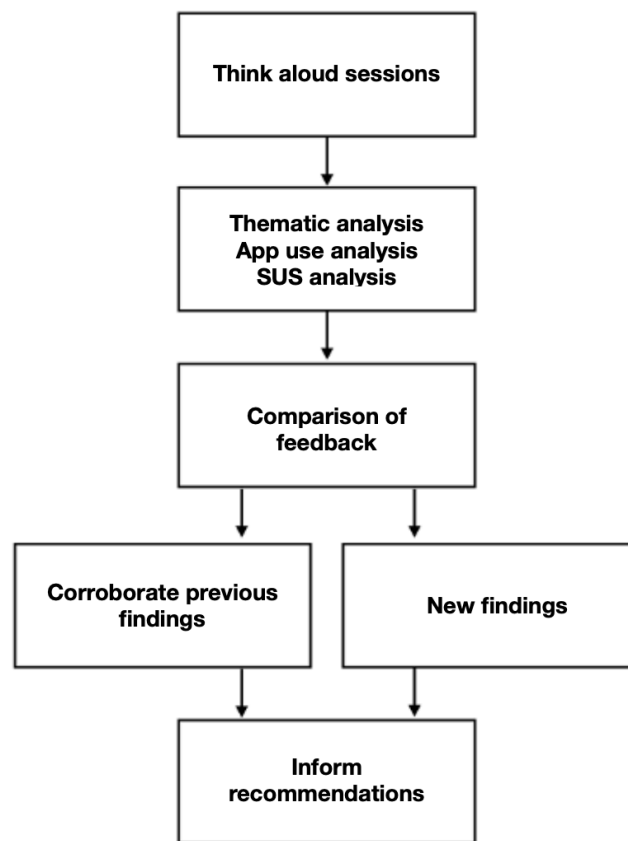 Think aloud sessions
Thematic analysis
App use analysis
SUS analysis
Comparison of
feedback
Corroborate previous
findings
New findings
Inform
recommendations